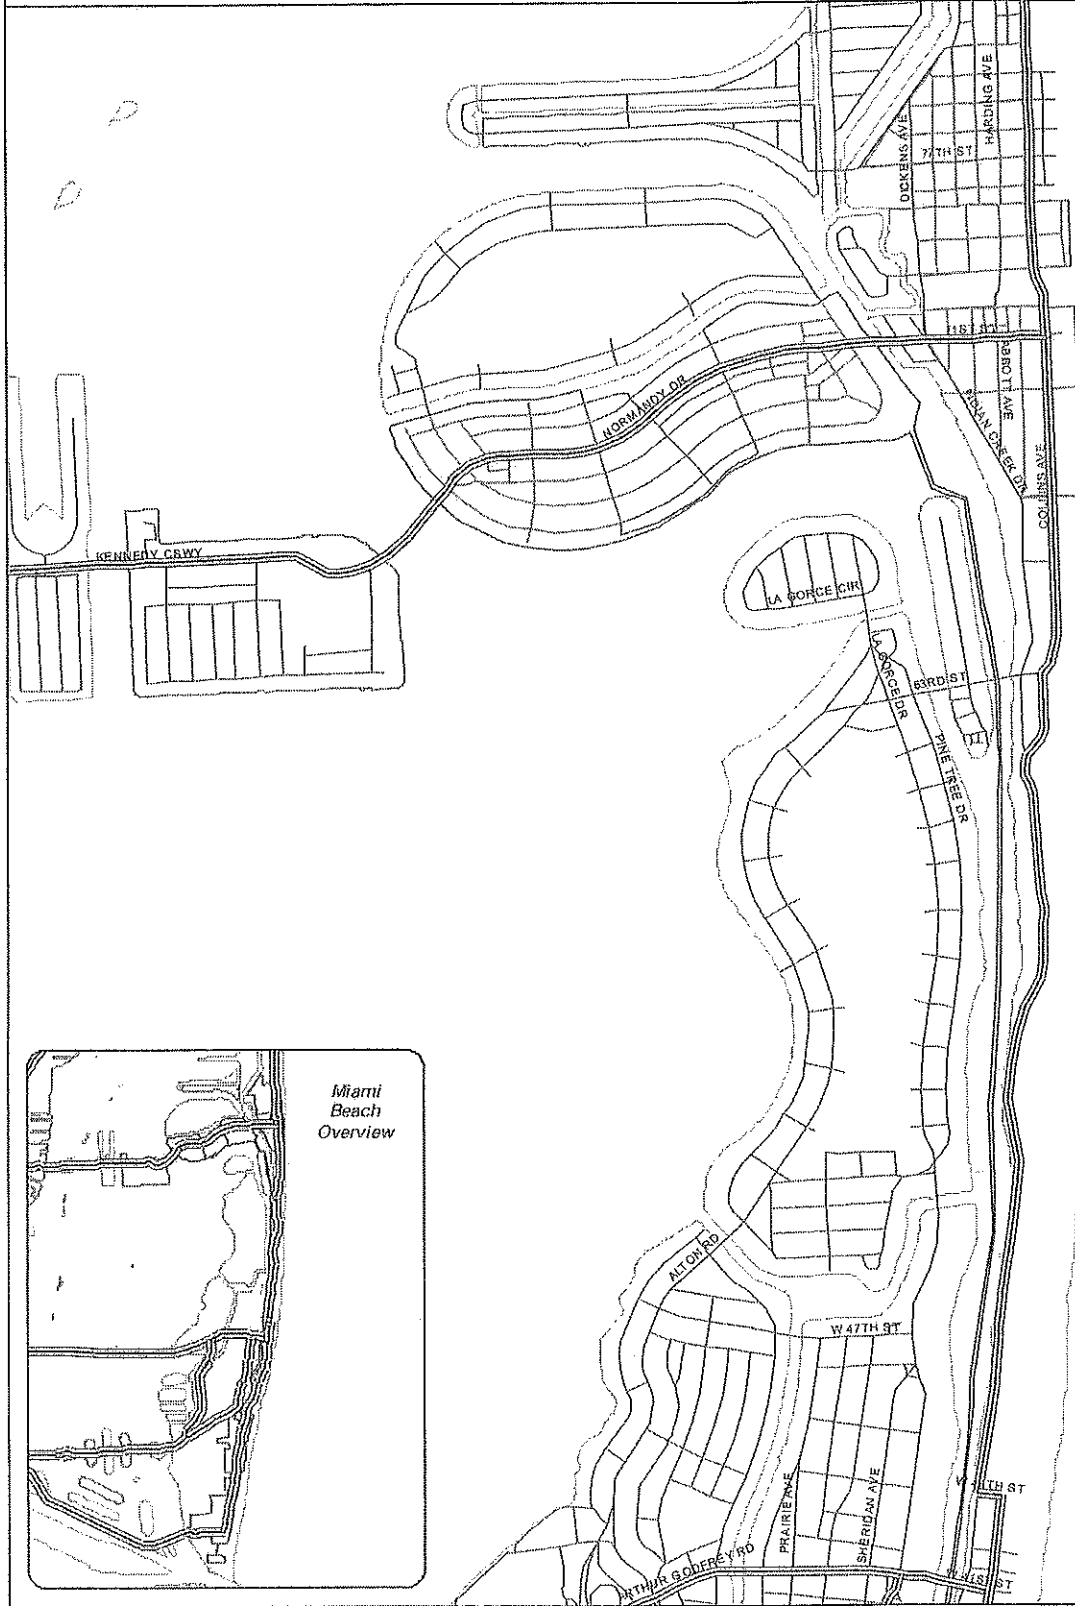 HARDING AVE
DICKENS AVE
77TH ST
71ST ST
ABBOTT AVE
NORMANDY DR
INDIAN CREEK DR
COLLINS AVE
KENNEDY CSWY
LA GORCE CIR
LA GORCE DR
63RD ST
PINE TREE DR
Miami
Beach
Overview
ALTON RD
W 47TH ST
PRAIRIE AVE
SHERIDAN AVE
ARTHUR GODFREY RD
W 41ST ST